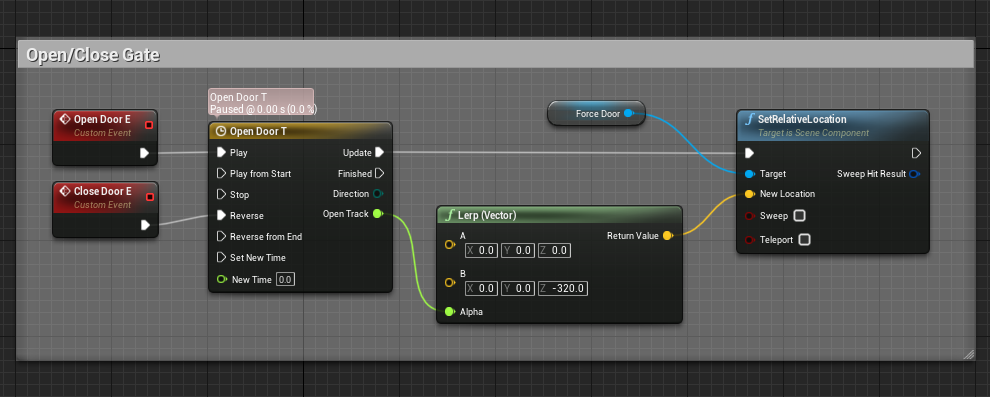 Open/Close Gate
Open Door T
Paused @ 0.00 s (0.0 %)
Open Door E
Custom Event
Close Door E
Custom Event
Open Door T
Play
Update
Play from Start
Finished
Stop
Direction
Reverse
Open Track
Reverse from End
Set New Time
New Time 0.0
Lerp (Vector)
A
Return Value
X 0.0 Y 0.0 Z 0.0
B
X 0.0 Y 0.0 Z -320.0
Alpha
Force Door
SetRelativeLocation
Target is Scene Component
Target
Sweep Hit Result
New Location
Sweep
Teleport